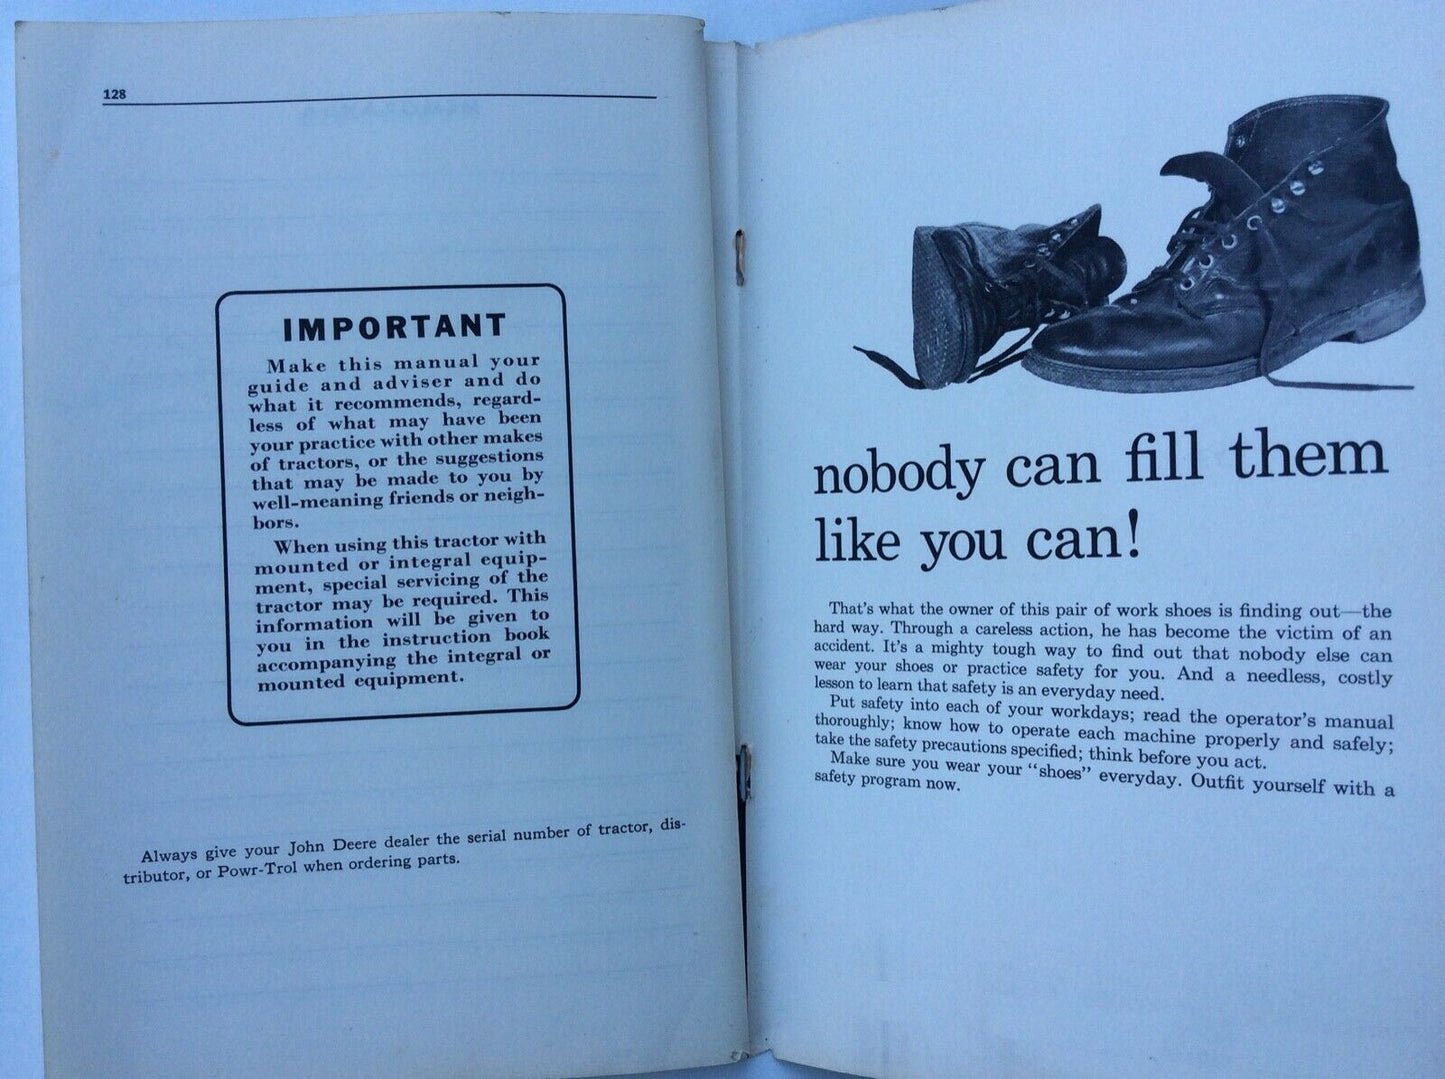 128
IMPORTANT
Make this manual your
guide and adviser and do
what it recommends, regard-
less of what may have been
your practice with other makes
of tractors, or the suggestions
that may be made to you by
well-meaning friends or neigh-
bors.
When using this tractor with
mounted or integral equip-
ment, special servicing of the
tractor may be required. This
information will be given to
you in the instruction book
accompanying the integral or
mounted equipment.
Always give your John Deere dealer the serial number of tractor, dis-
tributor, or Powr-Trol when ordering parts.
nobody can fill them
like you can!
That's what the owner of this pair of work shoes is finding out—the
hard way. Through a careless action, he has become the victim of an
accident. It's a mighty tough way to find out that nobody else can
wear your shoes or practice safety for you. And a needless, costly
lesson to learn that safety is an everyday need.
Put safety into each of your workdays; read the operator's manual
thoroughly; know how to operate each machine properly and safely;
take the safety precautions specified; think before you act.
Make sure you wear your "shoes" everyday. Outfit yourself with a
safety program now.